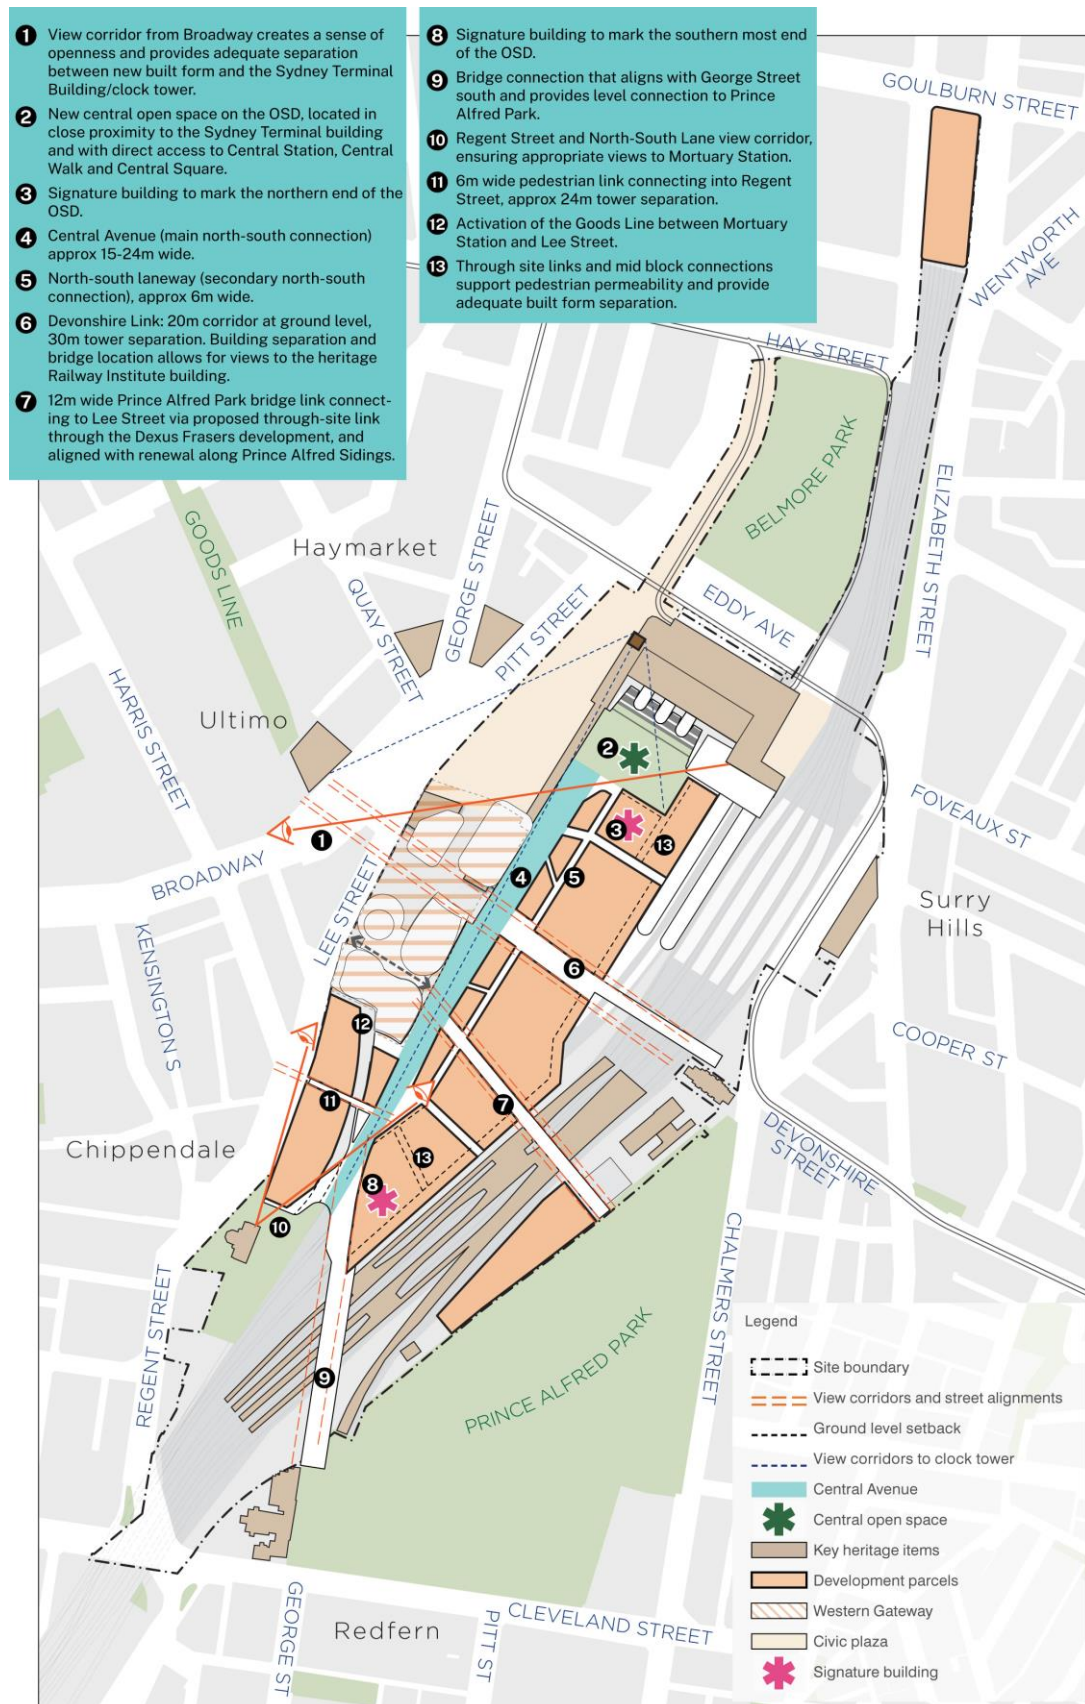 1 View corridor from Broadway creates a sense of
openness and provides adequate separation
between new built form and the Sydney Terminal
Building/clock tower.
2 New central open space on the OSD, located in
close proximity to the Sydney Terminal building
and with direct access to Central Station, Central
Walk and Central Square.
3 Signature building to mark the northern end of the
OSD.
4 Central Avenue (main north-south connection)
approx 15-24m wide.
5 North-south laneway (secondary north-south
connection), approx 6m wide.
6 Devonshire Link: 20m corridor at ground level,
30m tower separation. Building separation and
bridge location allows for views to the heritage
Railway Institute building.
7 12m wide Prince Alfred Park bridge link connect-
ing to Lee Street via proposed through-site link
through the Dexus Frasers development, and
aligned with renewal along Prince Alfred Sidings.
8 Signature building to mark the southern most end
of the OSD.
9 Bridge connection that aligns with George Street
south and provides level connection to Prince
Alfred Park.
10 Regent Street and North-South Lane view corridor,
ensuring appropriate views to Mortuary Station.
11 6m wide pedestrian link connecting into Regent
Street, approx 24m tower separation.
12 Activation of the Goods Line between Mortuary
Station and Lee Street.
13 Through site links and mid block connections
support pedestrian permeability and provide
adequate built form separation.
GOULBURN STREET
WENTWORTH
AVE
HAY STREET
BELMORE PARK
ELIZABETH STREET
GOODS LINE
Haymarket
GEORGE STREET
QUAY STREET
PITT STREET
EDDY AVE
HARRIS STREET
Ultimo
2
FOVEAUX ST
1
3
13
BROADWAY
4
5
Surry
Hills
LEE STREET
KENSINGTON S
6
12
COOPER ST
11
7
Chippendale
13
DEVONSHIRE
STREET
8
10
CHALMERS STREET
REGENT STREET
9
PRINCE ALFRED PARK
GEORGE ST
Redfern
PITT ST
CLEVELAND STREET
Legend
Site boundary
View corridors and street alignments
Ground level setback
View corridors to clock tower
Central Avenue
Central open space
Key heritage items
Development parcels
Western Gateway
Civic plaza
Signature building